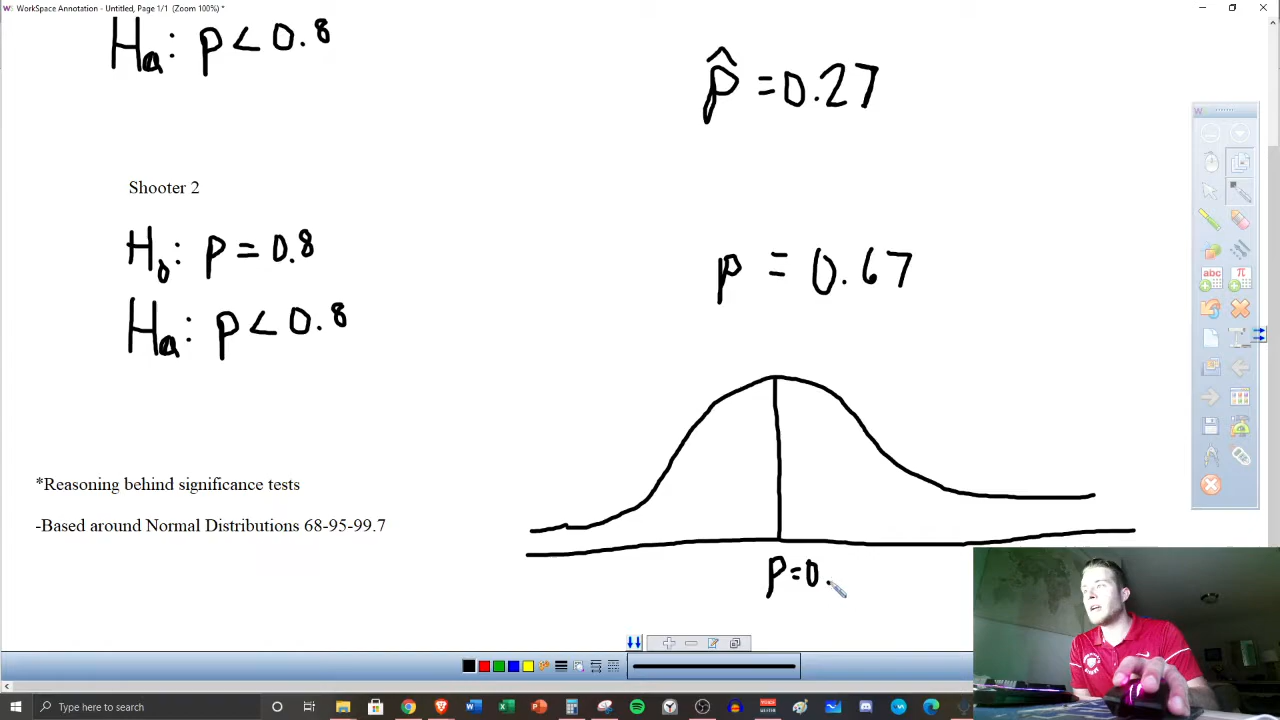 WorkSpace Annotation - Untitled, Page 1/1 (Zoom 100%) *
Ha: p < 0.8
p̂ = 0.27
Shooter 2
H0: p = 0.8
Ha: p < 0.8
p = 0.67
*Reasoning behind significance tests
-Based around Normal Distributions 68-95-99.7
P=0.
abc
π
Type here to search